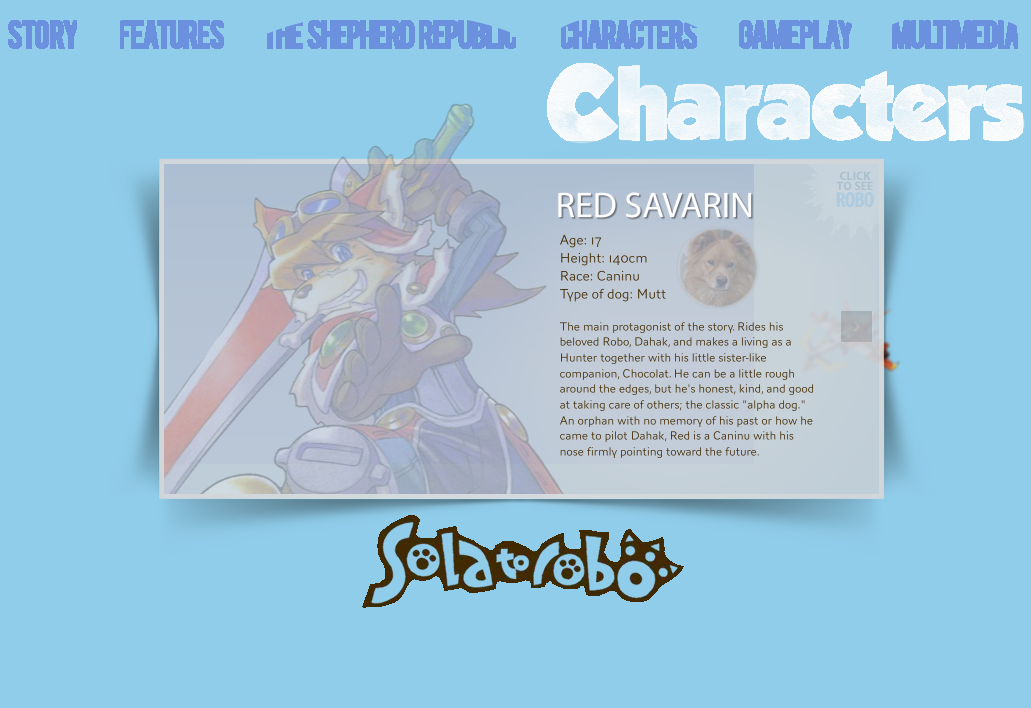 STORY FEATURES THE SHEPHERD REPUBLIC CHARACTERS GAMEPLAY MULTIMEDIA
Characters
CLICK
TO SEE
ROBO
RED SAVARIN
Age: 17
Height: 140cm
Race: Caninu
Type of dog: Mutt
The main protagonist of the story. Rides his
beloved Robo, Dahak, and makes a living as a
Hunter together with his little sister-like
companion, Chocolat. He can be a little rough
around the edges, but he's honest, kind, and good
at taking care of others; the classic "alpha dog."
An orphan with no memory of his past or how he
came to pilot Dahak, Red is a Caninu with his
nose firmly pointing toward the future.
Solatorobo